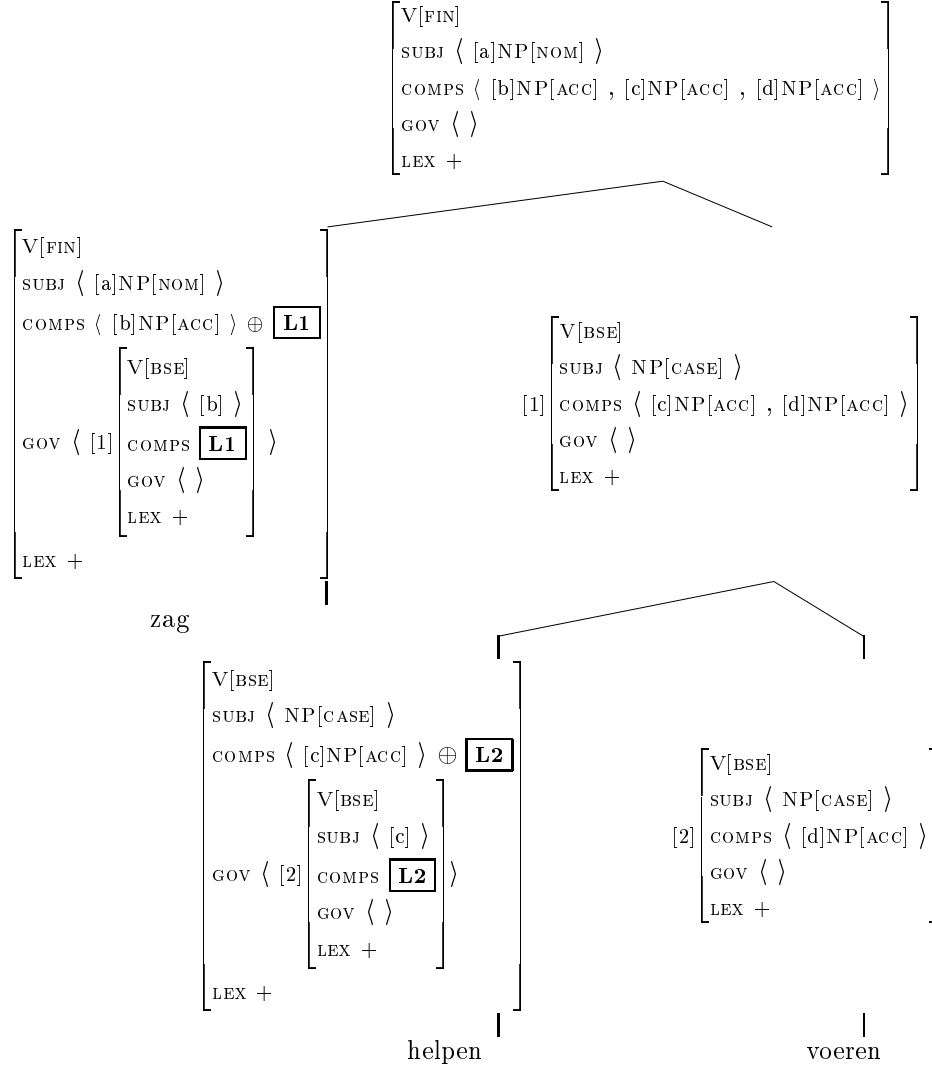 V[FIN]
SUBJ ⟨ [a]NP[NOM] ⟩
COMPS ⟨ [b]NP[ACC] , [c]NP[ACC] , [d]NP[ACC] ⟩
GOV ⟨ ⟩
LEX +
V[FIN]
SUBJ ⟨ [a]NP[NOM] ⟩
COMPS ⟨ [b]NP[ACC] ⟩ ⊕ L1
GOV ⟨ [1]
V[BSE]
SUBJ ⟨ [b] ⟩
COMPS L1
GOV ⟨ ⟩
LEX +
⟩
LEX +
zag
[1]
V[BSE]
SUBJ ⟨ NP[CASE] ⟩
COMPS ⟨ [c]NP[ACC] , [d]NP[ACC] ⟩
GOV ⟨ ⟩
LEX +
V[BSE]
SUBJ ⟨ NP[CASE] ⟩
COMPS ⟨ [c]NP[ACC] ⟩ ⊕ L2
GOV ⟨ [2]
V[BSE]
SUBJ ⟨ [c] ⟩
COMPS L2
GOV ⟨ ⟩
LEX +
⟩
LEX +
helpen
[2]
V[BSE]
SUBJ ⟨ NP[CASE] ⟩
COMPS ⟨ [d]NP[ACC] ⟩
GOV ⟨ ⟩
LEX +
voeren